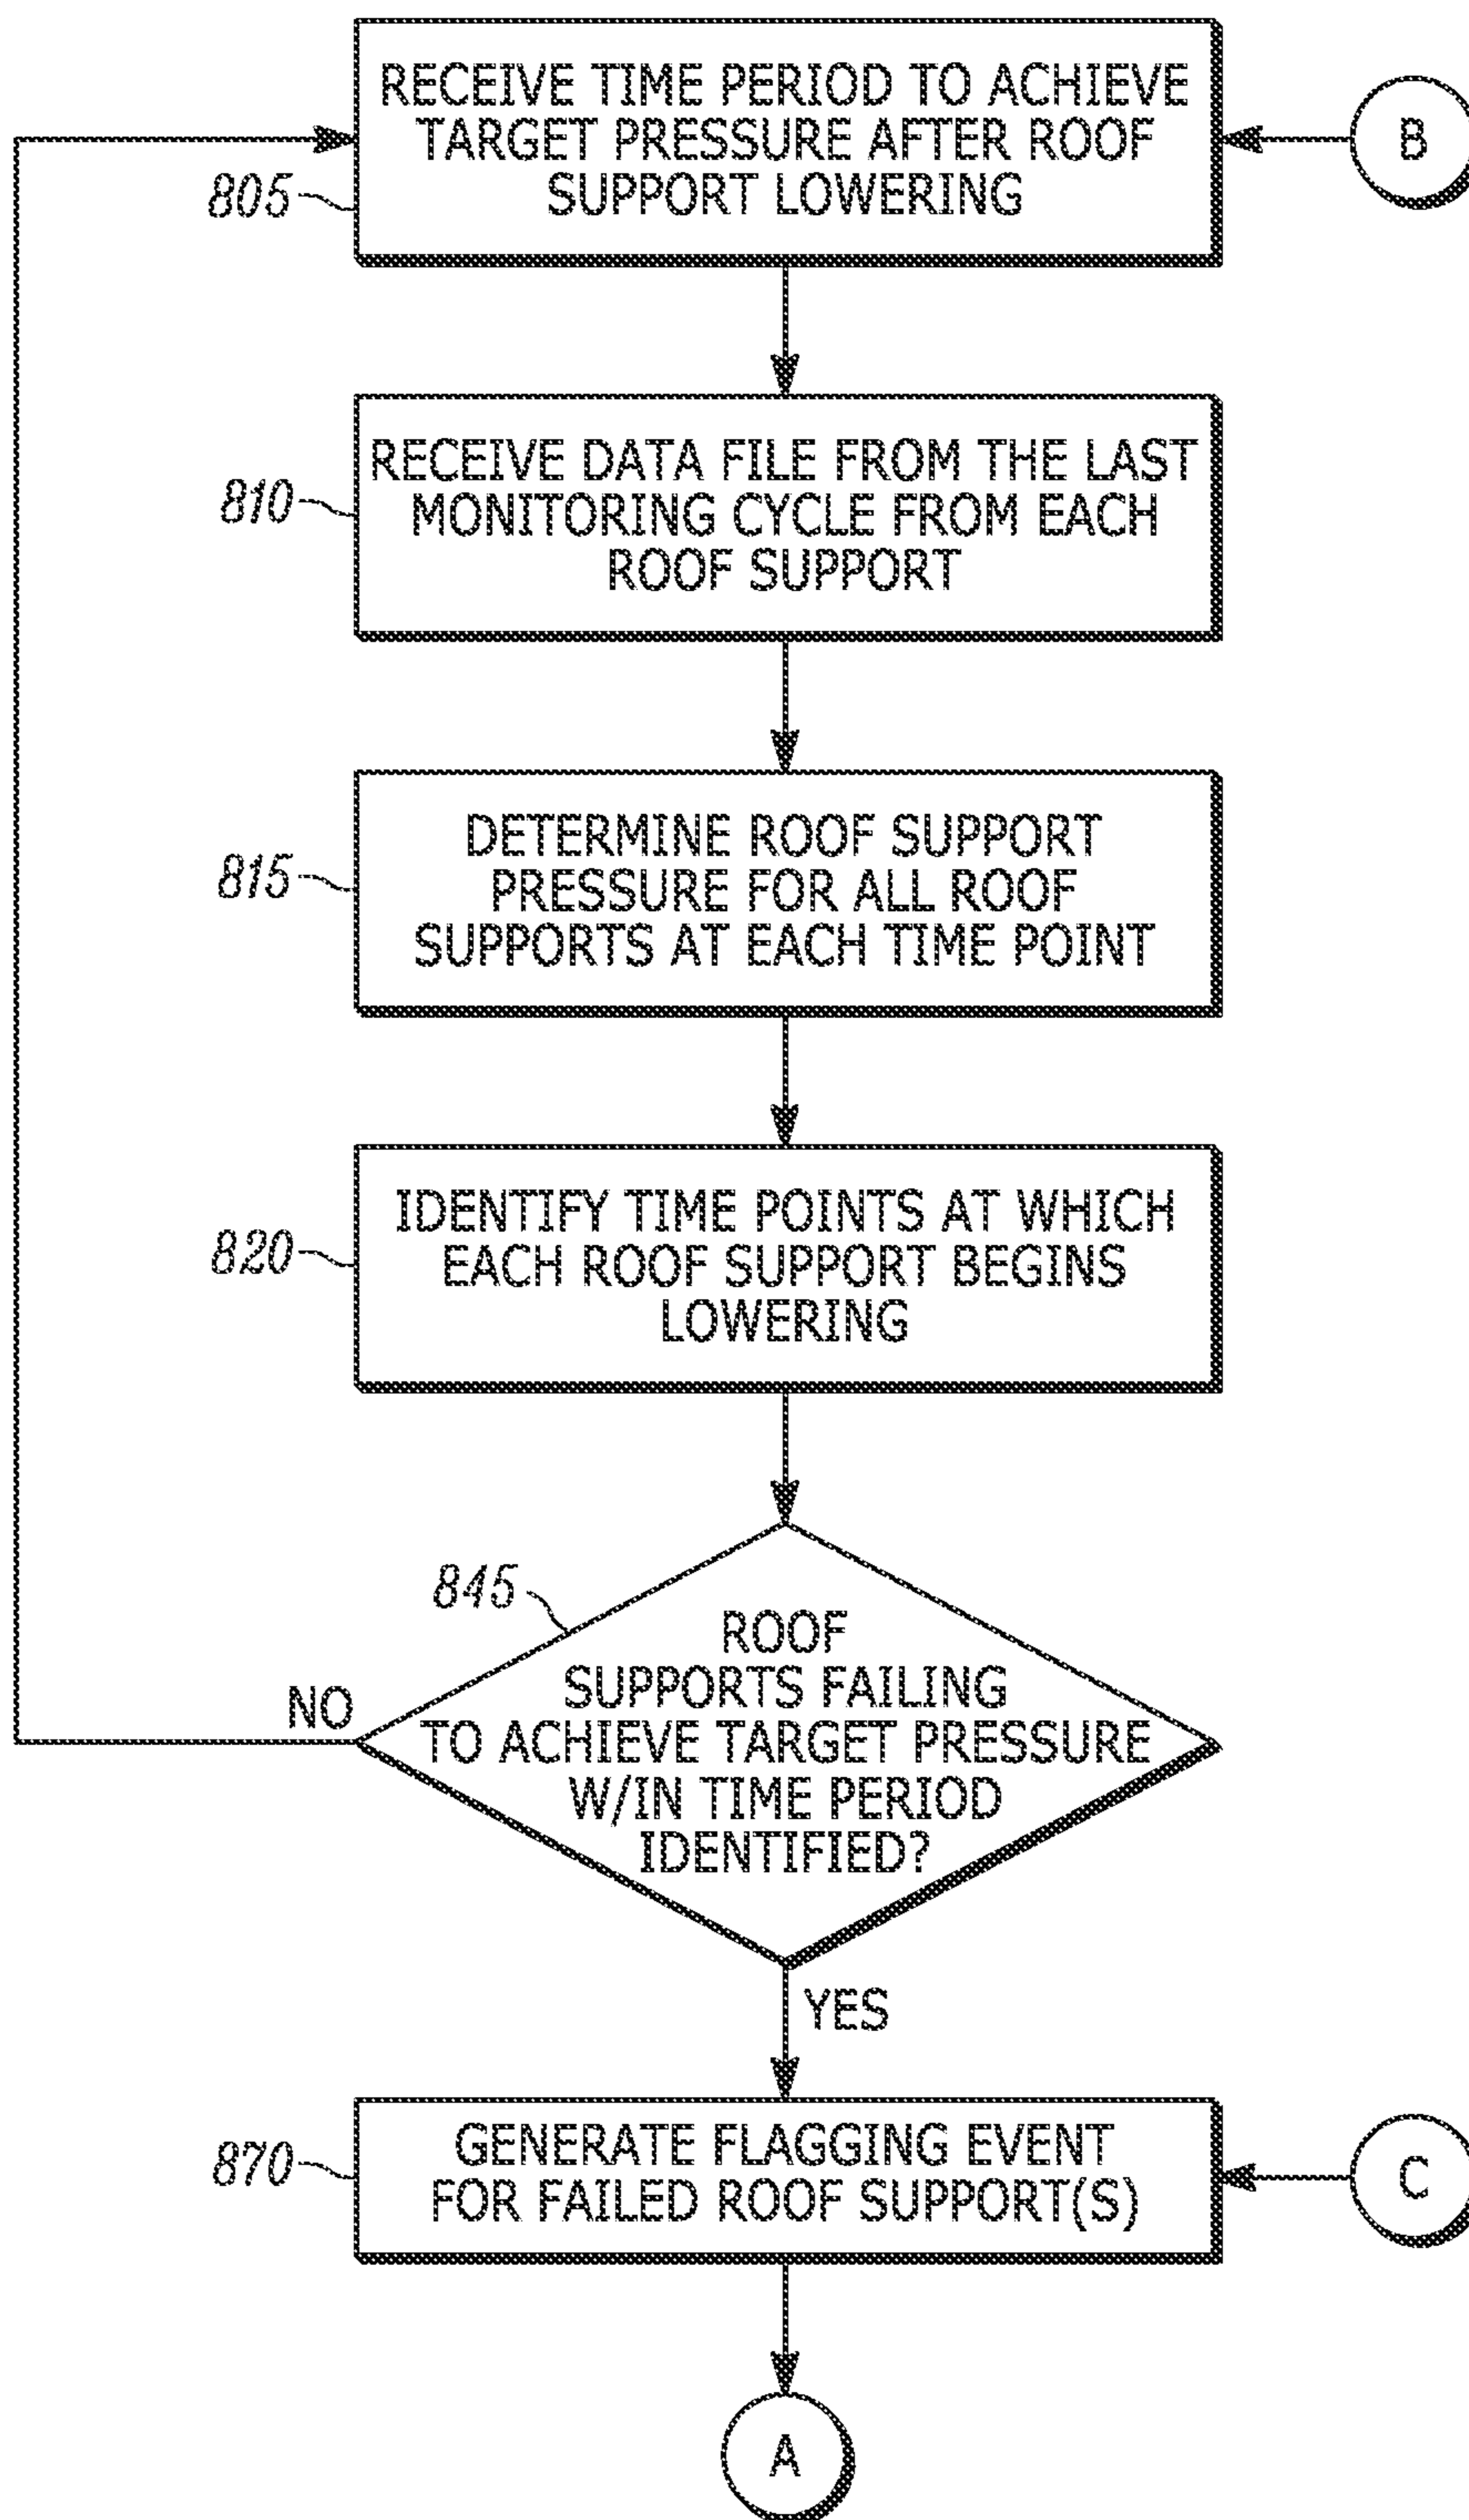 RECEIVE TIME PERIOD TO ACHIEVE
TARGET PRESSURE AFTER ROOF
SUPPORT LOWERING
805
B
RECEIVE DATA FILE FROM THE LAST
MONITORING CYCLE FROM EACH
ROOF SUPPORT
810
DETERMINE ROOF SUPPORT
PRESSURE FOR ALL ROOF
SUPPORTS AT EACH TIME POINT
815
IDENTIFY TIME POINTS AT WHICH
EACH ROOF SUPPORT BEGINS
LOWERING
820
845
ROOF
SUPPORTS FAILING
TO ACHIEVE TARGET PRESSURE
W/IN TIME PERIOD
IDENTIFIED?
NO
YES
GENERATE FLAGGING EVENT
FOR FAILED ROOF SUPPORT(S)
870
C
A